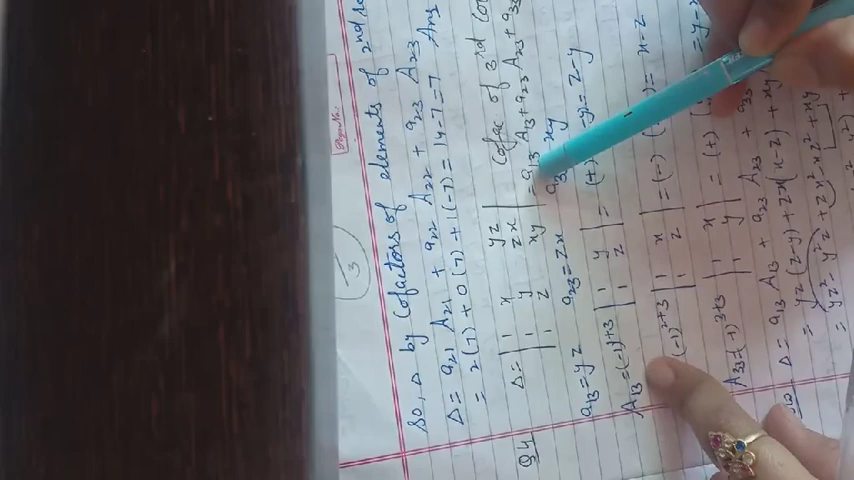 Page No.
3
So, Δ by Cofactors of elements of 2nd
Δ = a21 A21 + a22 A22 + a23 A23
= 2(7) + 0(7) + 1(-7) = 14-7 = 7 Ans
Q4 Δ = | 1 x yz | Cofac of 3rd
| 1 y zx | = a13 A13 + a23 A23 + a33
| 1 z xy |
a13 = yz a23 = zx xy
A13 = (-1)^1+3 | 1 y | = (+) = z-y
| 1 z |
(-1)^2+3 | 1 x | = (-) = x-z
| 1 z |
A33 = (-1)^3+3 | 1 x | = (+) = y-
| 1 y |
Δ = a13 A13 + a23 A23 + a33
= yz(z-y) + zx(x-z) + xy
= yz² - y²z + zx² - xz² + xy